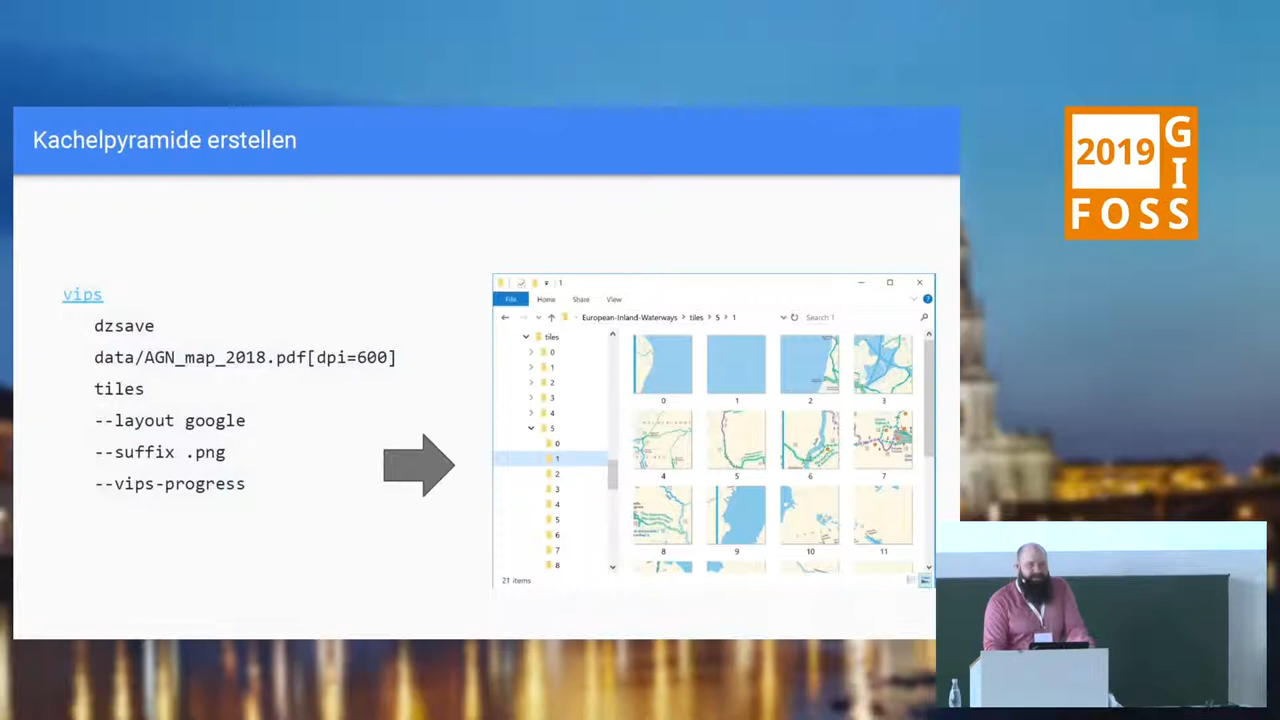 Kachelpyramide erstellen
2019
G
I
FOSS
vips
dzsave
data/AGN_map_2018.pdf[dpi=600]
tiles
--layout google
--suffix .png
--vips-progress
1
File Home Share View
European-Inland-Waterways > tiles > 5 > 1
Search 1
tiles
0
1
2
3
4
5
0
1
2
3
4
5
6
7
8
0 1 2 3
4 5 6 7
8 9 10 11
21 items